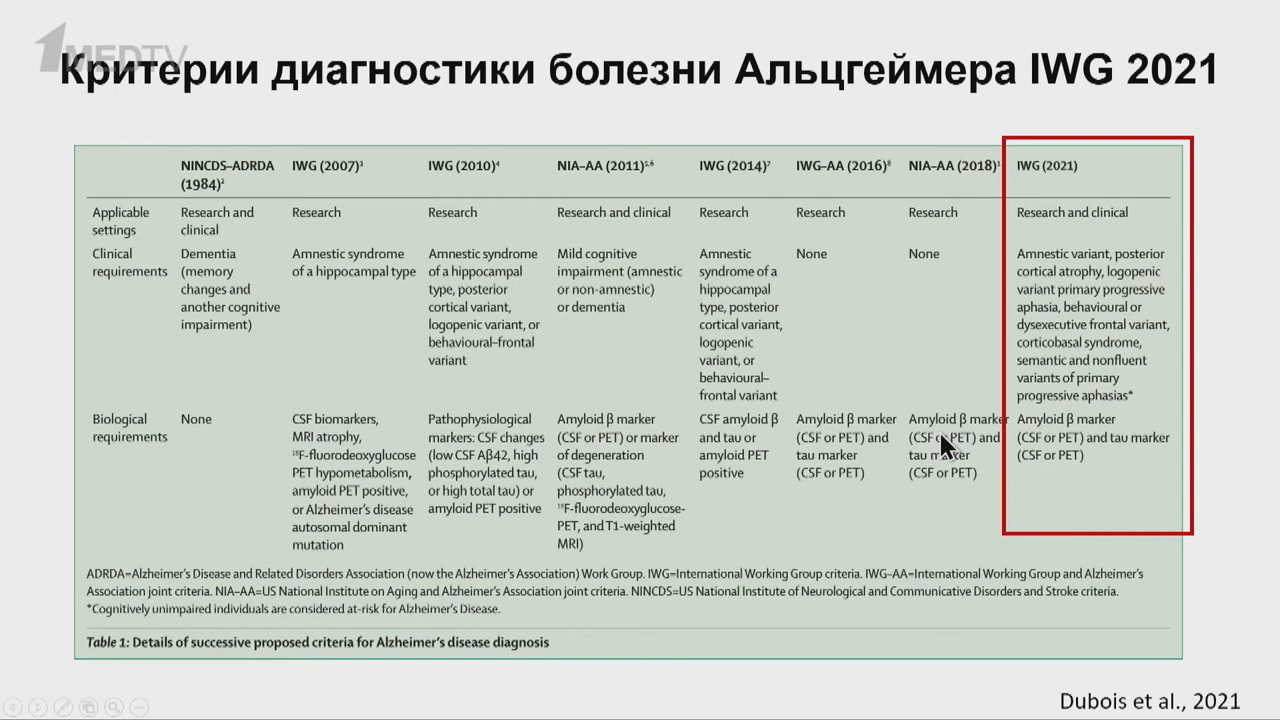 1MEDTV
Критерии диагностики болезни Альцгеймера IWG 2021
NINCDS–ADRDA (1984)¹
IWG (2007)³
IWG (2010)⁴
NIA–AA (2011)⁵,⁶
IWG (2014)⁷
IWG–AA (2016)⁸
NIA–AA (2018)¹
IWG (2021)
Applicable
settings
Research and
clinical
Research
Research
Research and clinical
Research
Research
Research
Research and clinical
Clinical
requirements
Dementia
(memory
changes and
another cognitive
impairment)
Amnestic syndrome
of a hippocampal type
Amnestic syndrome
of a hippocampal
type, posterior
cortical variant,
logopenic variant, or
behavioural–frontal
variant
Mild cognitive
impairment (amnestic
or non-amnestic)
or dementia
Amnestic
syndrome of a
hippocampal
type, posterior
cortical variant,
logopenic
variant, or
behavioural–
frontal variant
None
None
Amnestic variant, posterior
cortical atrophy, logopenic
variant primary progressive
aphasia, behavioural or
dysexecutive frontal variant,
corticobasal syndrome,
semantic and nonfluent
variants of primary
progressive aphasias*
Biological
requirements
None
CSF biomarkers,
MRI atrophy,
¹⁸F-fluorodeoxyglucose
PET hypometabolism,
amyloid PET positive,
or Alzheimer's disease
autosomal dominant
mutation
Pathophysiological
markers: CSF changes
(low CSF Aβ42, high
phosphorylated tau,
or high total tau) or
amyloid PET positive
Amyloid β marker
(CSF or PET) or marker
of degeneration
(CSF tau,
phosphorylated tau,
¹⁸F-fluorodeoxyglucose-
PET, and T1-weighted
MRI)
CSF amyloid β
and tau or
amyloid PET
positive
Amyloid β marker
(CSF or PET) and
tau marker
(CSF or PET)
Amyloid β marker
(CSF or PET) and
tau marker
(CSF or PET)
Amyloid β marker
(CSF or PET) and tau marker
(CSF or PET)
ADRDA=Alzheimer's Disease and Related Disorders Association (now the Alzheimer's Association) Work Group. IWG=International Working Group criteria. IWG–AA=International Working Group and Alzheimer's
Association joint criteria. NIA–AA=US National Institute on Aging and Alzheimer's Association joint criteria. NINCDS=US National Institute of Neurological and Communicative Disorders and Stroke criteria.
*Cognitively unimpaired individuals are considered at-risk for Alzheimer's Disease.
Table 1: Details of successive proposed criteria for Alzheimer's disease diagnosis
Dubois et al., 2021